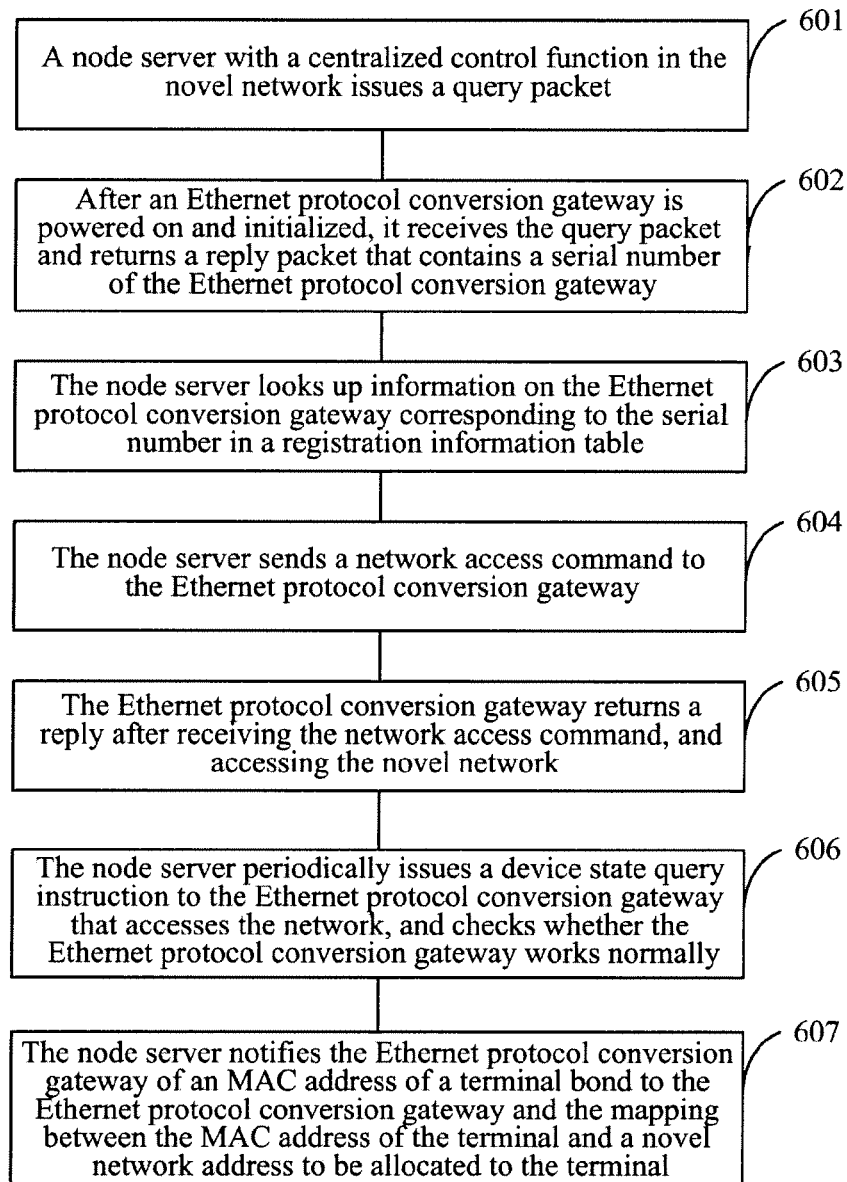 601
A node server with a centralized control function in the
novel network issues a query packet
602
After an Ethernet protocol conversion gateway is
powered on and initialized, it receives the query packet
and returns a reply packet that contains a serial number
of the Ethernet protocol conversion gateway
603
The node server looks up information on the Ethernet
protocol conversion gateway corresponding to the serial
number in a registration information table
604
The node server sends a network access command to
the Ethernet protocol conversion gateway
605
The Ethernet protocol conversion gateway returns a
reply after receiving the network access command, and
accessing the novel network
606
The node server periodically issues a device state query
instruction to the Ethernet protocol conversion gateway
that accesses the network, and checks whether the
Ethernet protocol conversion gateway works normally
607
The node server notifies the Ethernet protocol conversion
gateway of an MAC address of a terminal bond to the
Ethernet protocol conversion gateway and the mapping
between the MAC address of the terminal and a novel
network address to be allocated to the terminal